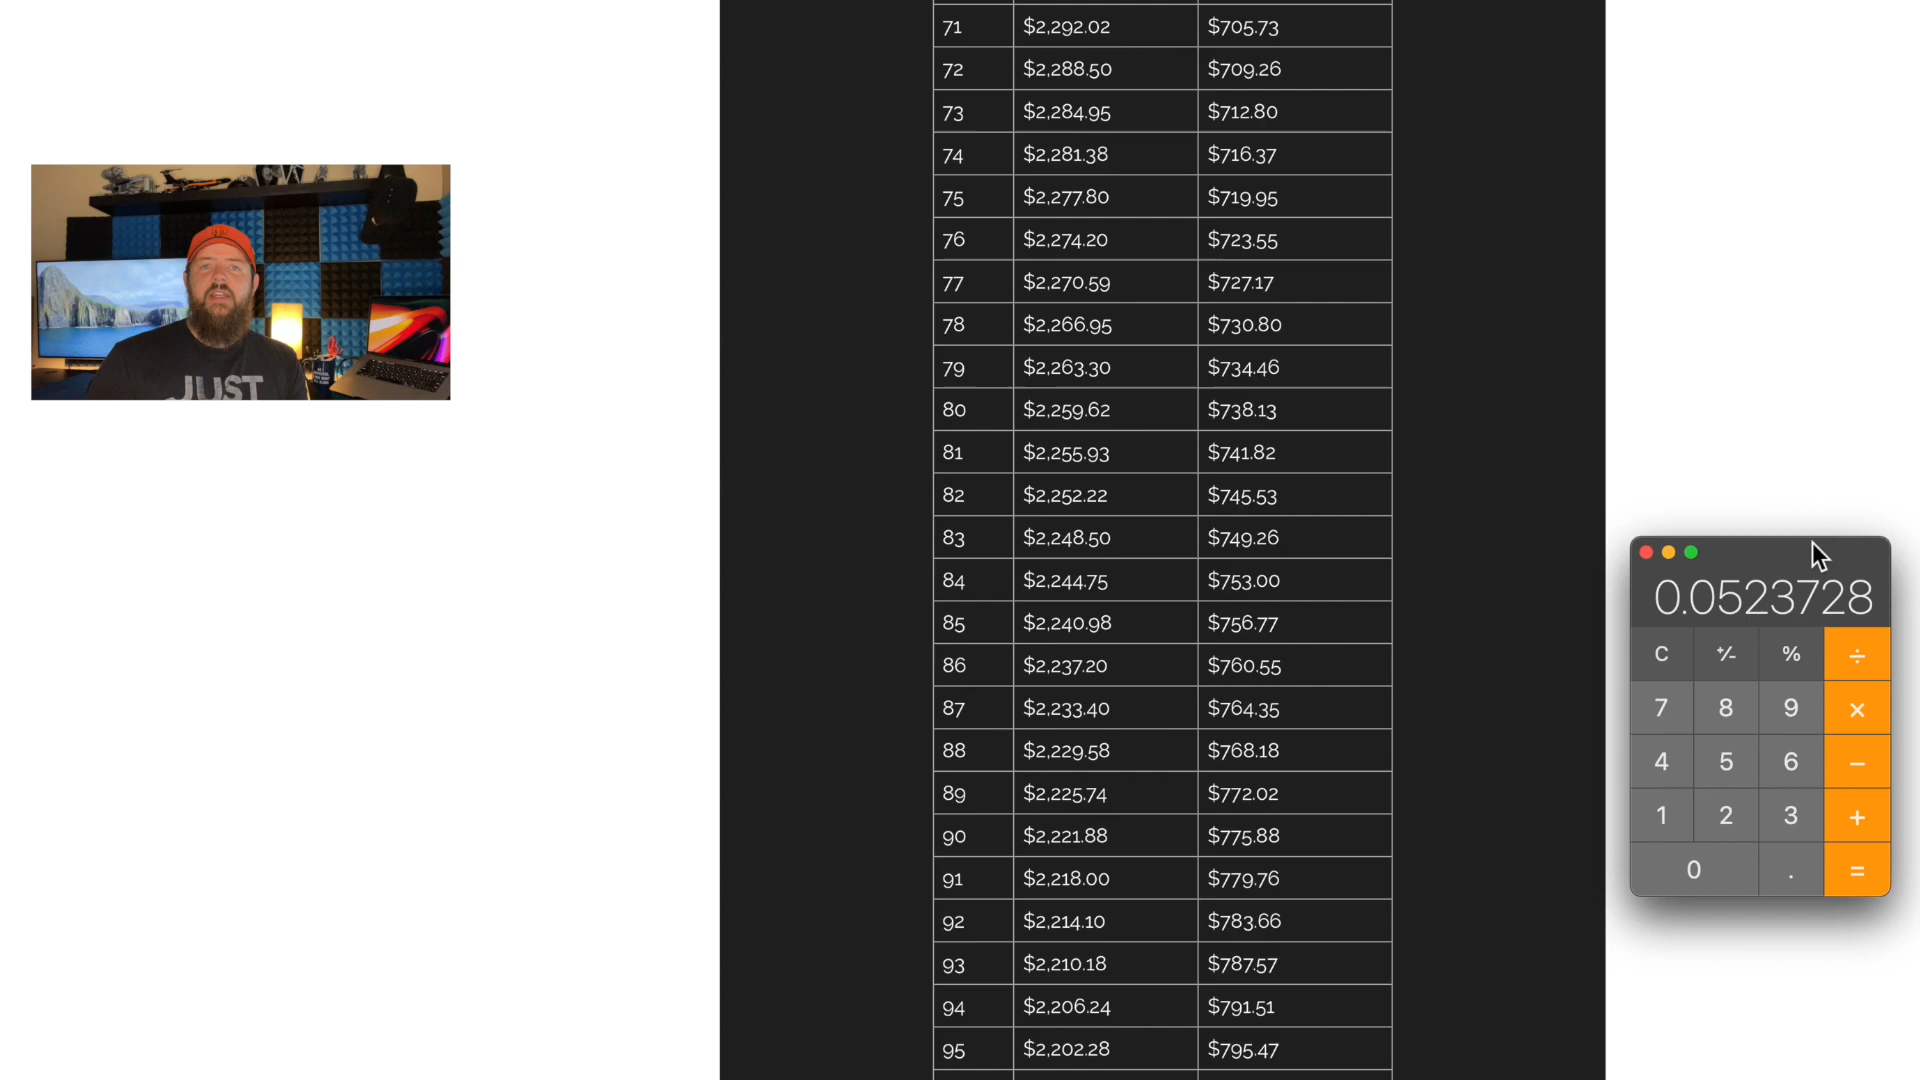 71 $2,292.02 $705.73
72 $2,288.50 $709.26
73 $2,284.95 $712.80
74 $2,281.38 $716.37
75 $2,277.80 $719.95
76 $2,274.20 $723.55
77 $2,270.59 $727.17
78 $2,266.95 $730.80
79 $2,263.30 $734.46
80 $2,259.62 $738.13
81 $2,255.93 $741.82
82 $2,252.22 $745.53
83 $2,248.50 $749.26
84 $2,244.75 $753.00
85 $2,240.98 $756.77
86 $2,237.20 $760.55
87 $2,233.40 $764.35
88 $2,229.58 $768.18
89 $2,225.74 $772.02
90 $2,221.88 $775.88
91 $2,218.00 $779.76
92 $2,214.10 $783.66
93 $2,210.18 $787.57
94 $2,206.24 $791.51
95 $2,202.28 $795.47
JUST
0.0523728
C +/- % ÷
7 8 9 ×
4 5 6 −
1 2 3 +
0 . =